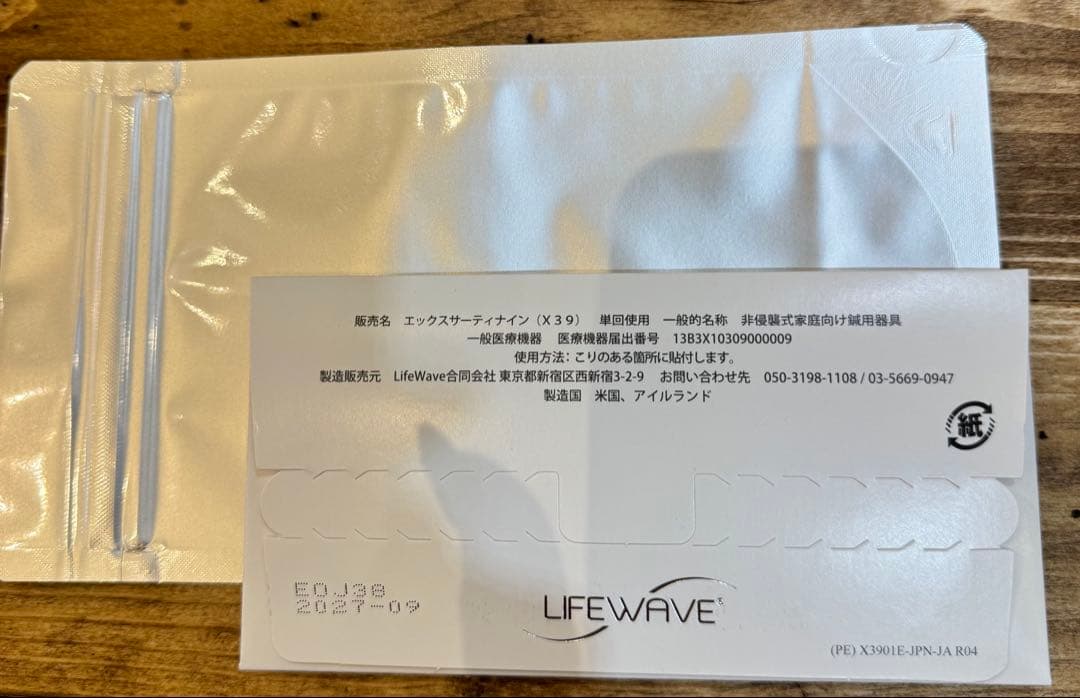 販売名 エックスサーティナイン（X39） 単回使用 一般的名称 非侵襲式家庭向け鍼用器具
一般医療機器 医療機器届出番号 13B3X10309000009
使用方法：こりのある箇所に貼付します。
製造販売元 LifeWave合同会社 東京都新宿区西新宿3-2-9 お問い合わせ先 050-3198-1108 / 03-5669-0947
製造国 米国、アイルランド
紙
EOJ38
2027-09
LIFEWAVE®
(PE) X3901E-JPN-JA R04